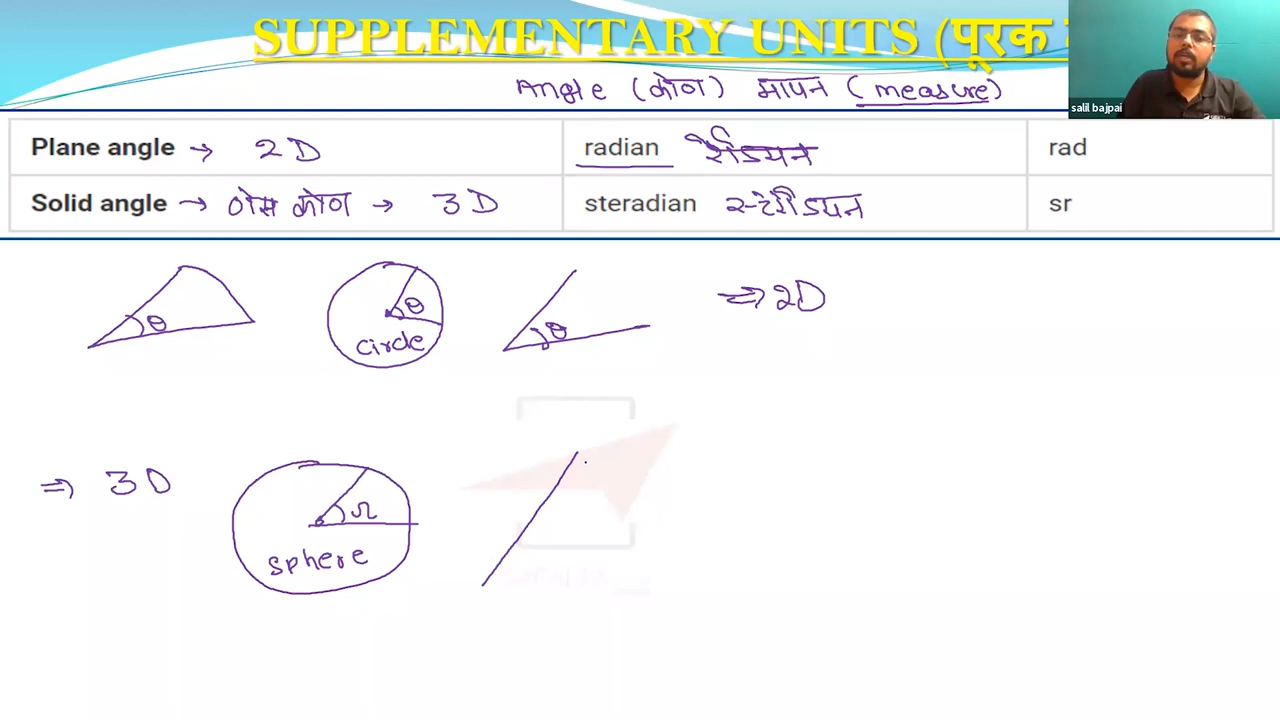 SUPPLEMENTARY UNITS (पूरक
Angle (कोण) मापन (measure)
salil bajpai
Plane angle → 2D radian रेडियन rad
Solid angle → ठोस कोण → 3D steradian स्टेरेडियन sr
θ θ circle θ ⇒ 2D
⇒ 3D Ω
sphere